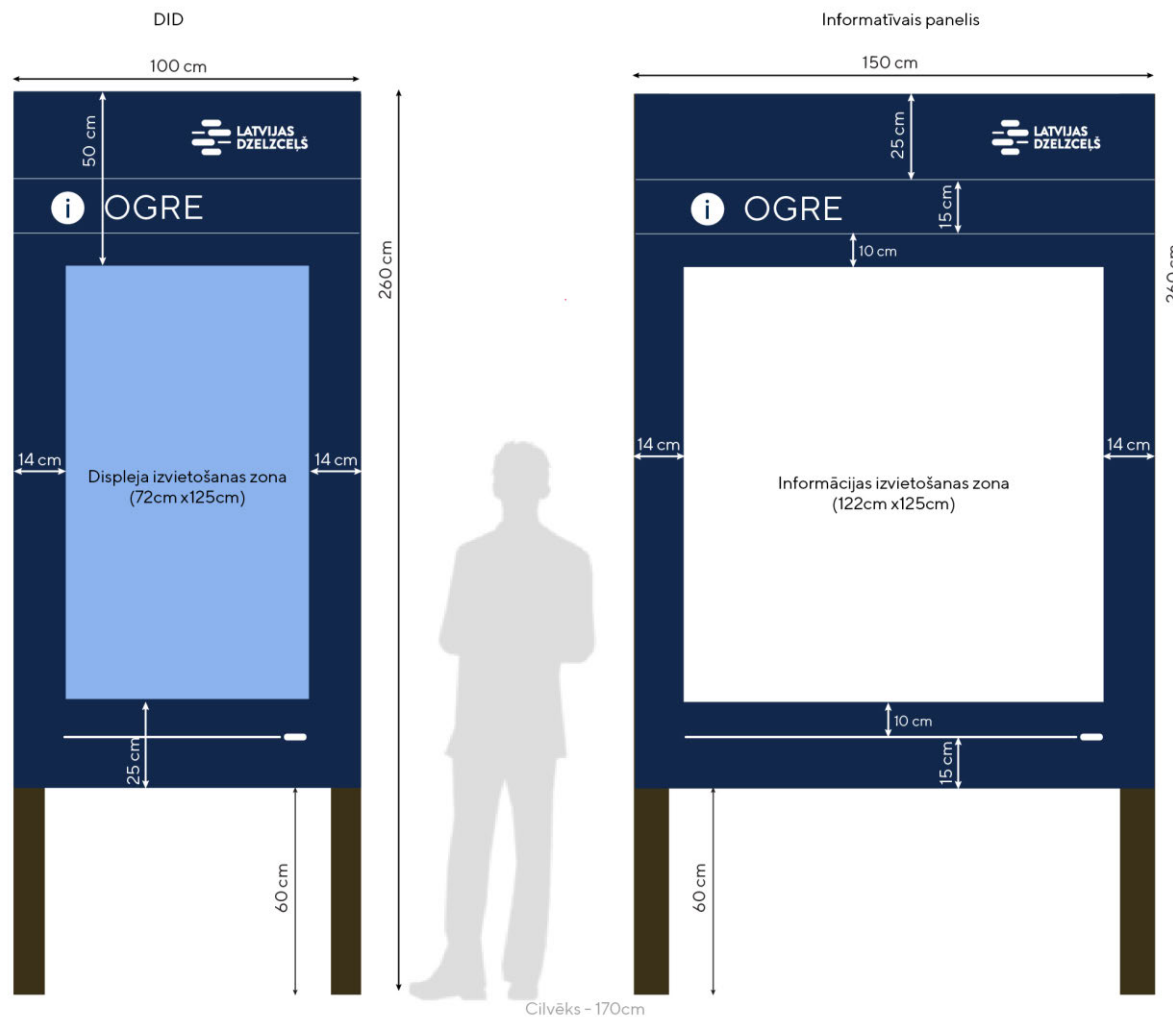 DID
100 cm
50 cm
LATVIJAS
DZELZCEĻŠ
i OGRE
260 cm
14 cm
14 cm
Displeja izvietošanas zona
(72cm x125cm)
25 cm
60 cm
Cilvēks - 170cm
Informatīvais panelis
150 cm
25 cm
LATVIJAS
DZELZCEĻŠ
i OGRE
15 cm
10 cm
260 cm
14 cm
14 cm
Informācijas izvietošanas zona
(122cm x125cm)
10 cm
15 cm
60 cm